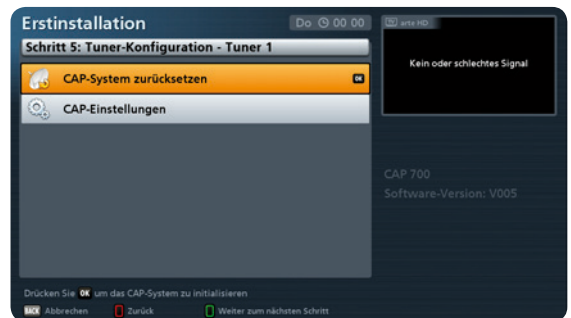 Erstinstallation
Do 00 00
arte HD
Schritt 5: Tuner-Konfiguration - Tuner 1
Kein oder schlechtes Signal
CAP-System zurücksetzen OK
CAP-Einstellungen
CAP 700
Software-Version: V005
Drücken Sie OK um das CAP-System zu initialisieren
BACK Abbrechen Zurück Weiter zum nächsten Schritt